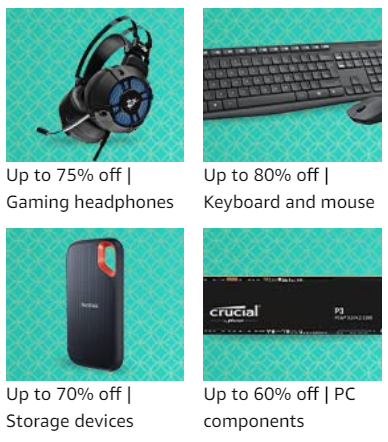 Up to 75% off |
Gaming headphones
Up to 80% off |
Keyboard and mouse
SanDisk
Up to 70% off |
Storage devices
crucial
P3
Up to 60% off | PC
components